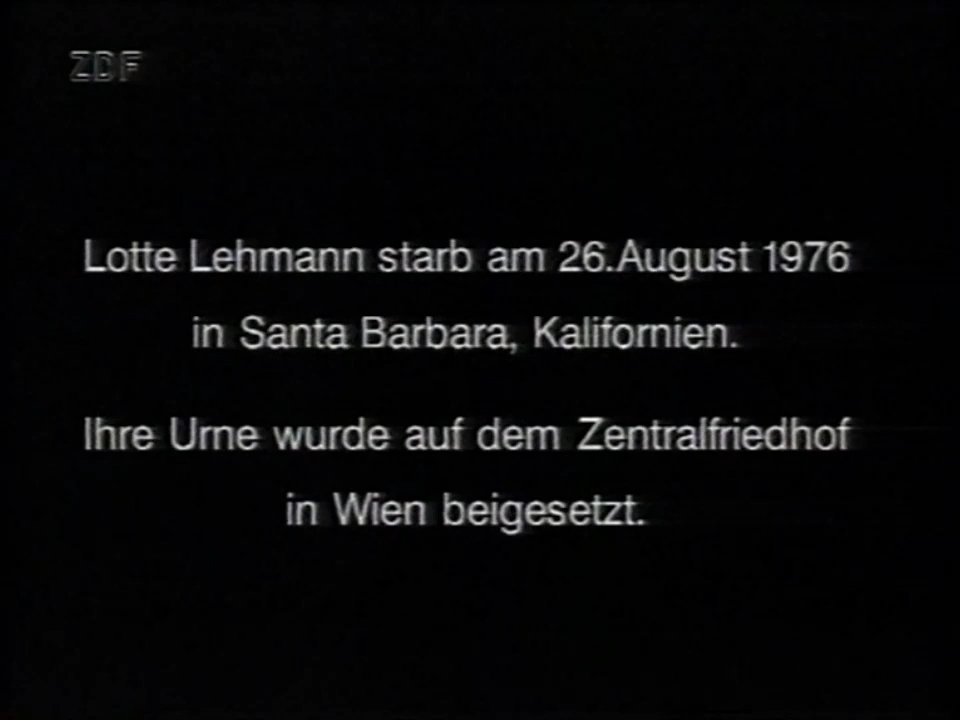 ZDF
Lotte Lehmann starb am 26.August 1976
in Santa Barbara, Kalifornien.
Ihre Urne wurde auf dem Zentralfriedhof
in Wien beigesetzt.